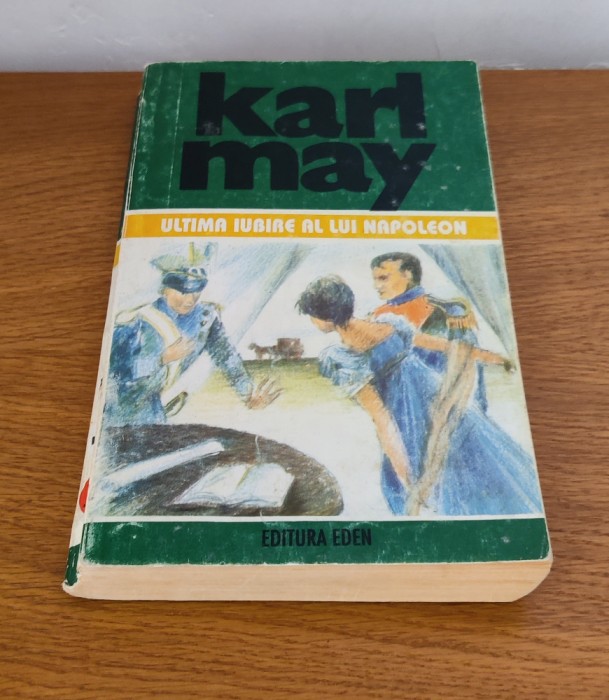 karl
may
ULTIMA IUBIRE AL LUI NAPOLEON
EDITURA EDEN